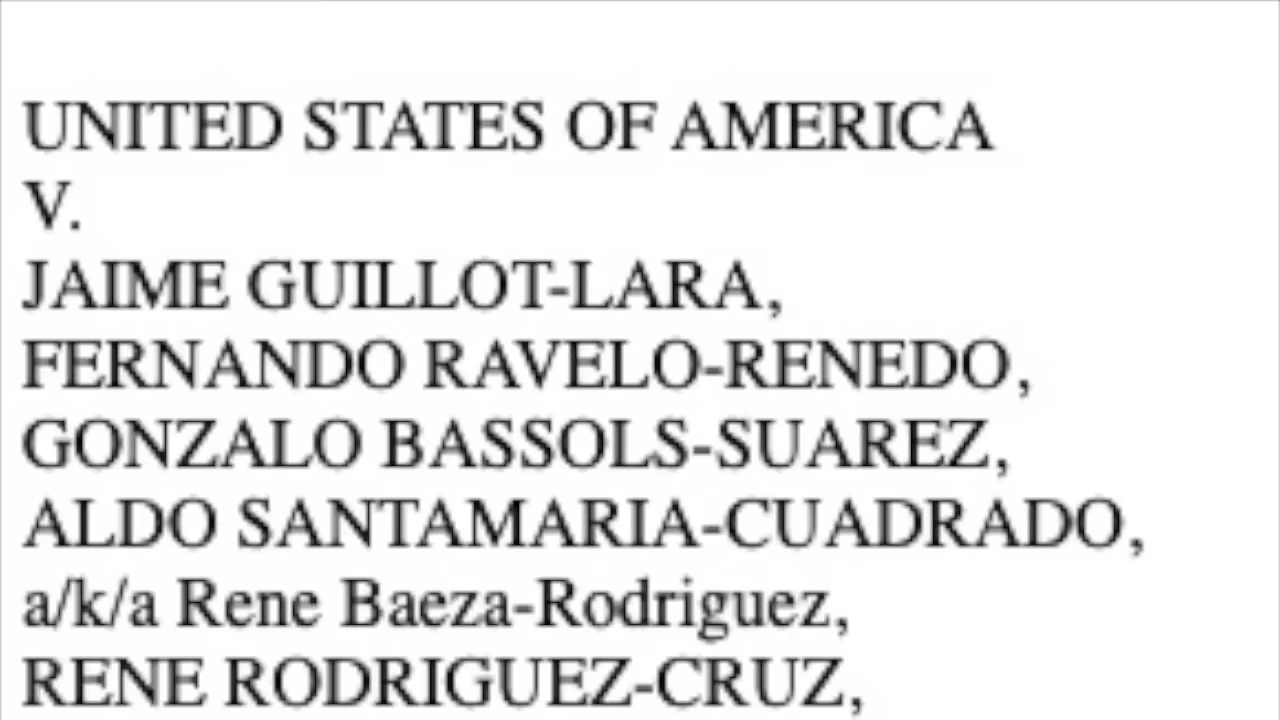 UNITED STATES OF AMERICA
V.
JAIME GUILLOT-LARA,
FERNANDO RAVELO-RENEDO,
GONZALO BASSOLS-SUAREZ,
ALDO SANTAMARIA-CUADRADO,
a/k/a Rene Baeza-Rodriguez,
RENE RODRIGUEZ-CRUZ,